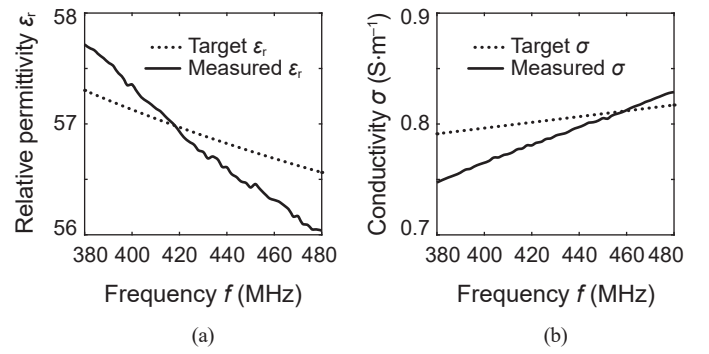 58
57
56
Relative permittivity εᵣ
Target εᵣ
Measured εᵣ
380 400 420 440 460 480
Frequency f (MHz)
(a)
0.9
0.8
0.7
Conductivity σ (S·m⁻¹)
Target σ
Measured σ
380 400 420 440 460 480
Frequency f (MHz)
(b)